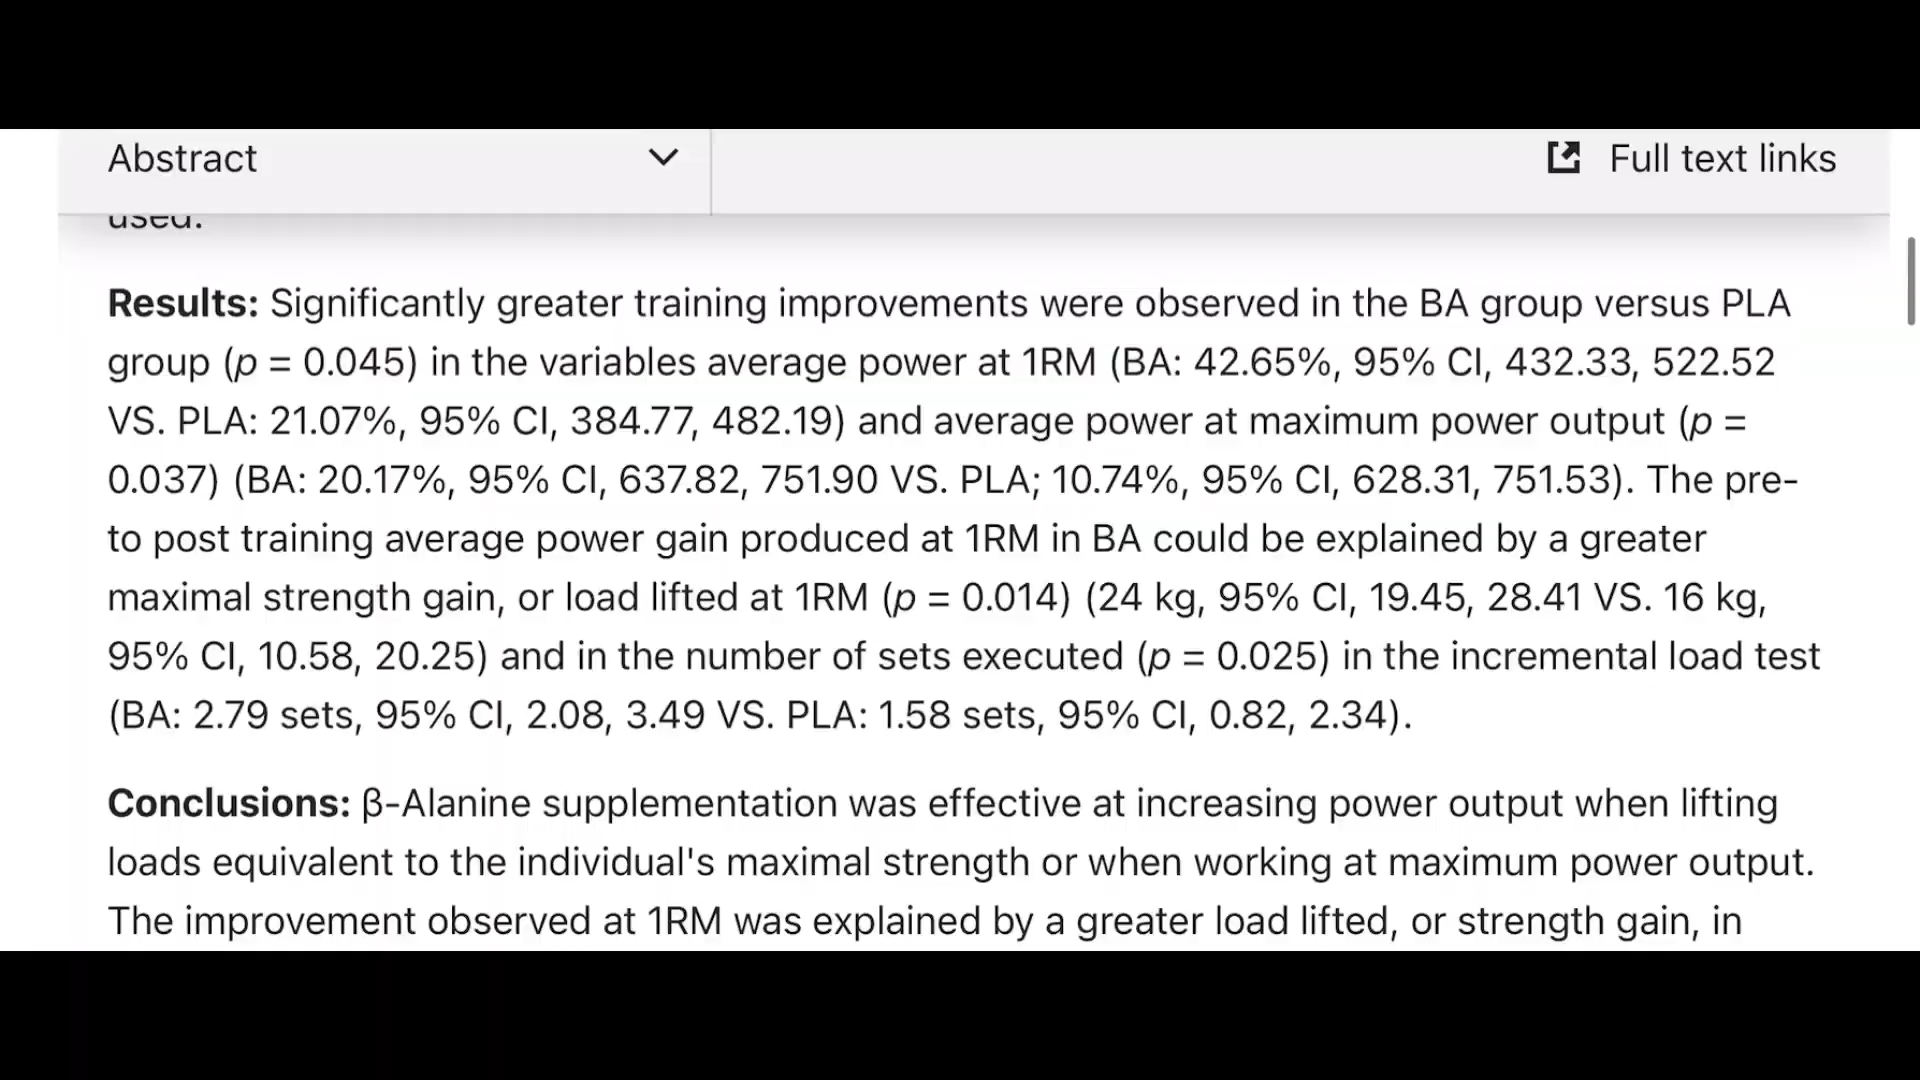 Abstract
Full text links
used.
Results: Significantly greater training improvements were observed in the BA group versus PLA
group (p = 0.045) in the variables average power at 1RM (BA: 42.65%, 95% CI, 432.33, 522.52
VS. PLA: 21.07%, 95% CI, 384.77, 482.19) and average power at maximum power output (p =
0.037) (BA: 20.17%, 95% CI, 637.82, 751.90 VS. PLA; 10.74%, 95% CI, 628.31, 751.53). The pre-
to post training average power gain produced at 1RM in BA could be explained by a greater
maximal strength gain, or load lifted at 1RM (p = 0.014) (24 kg, 95% CI, 19.45, 28.41 VS. 16 kg,
95% CI, 10.58, 20.25) and in the number of sets executed (p = 0.025) in the incremental load test
(BA: 2.79 sets, 95% CI, 2.08, 3.49 VS. PLA: 1.58 sets, 95% CI, 0.82, 2.34).
Conclusions: β-Alanine supplementation was effective at increasing power output when lifting
loads equivalent to the individual's maximal strength or when working at maximum power output.
The improvement observed at 1RM was explained by a greater load lifted, or strength gain, in